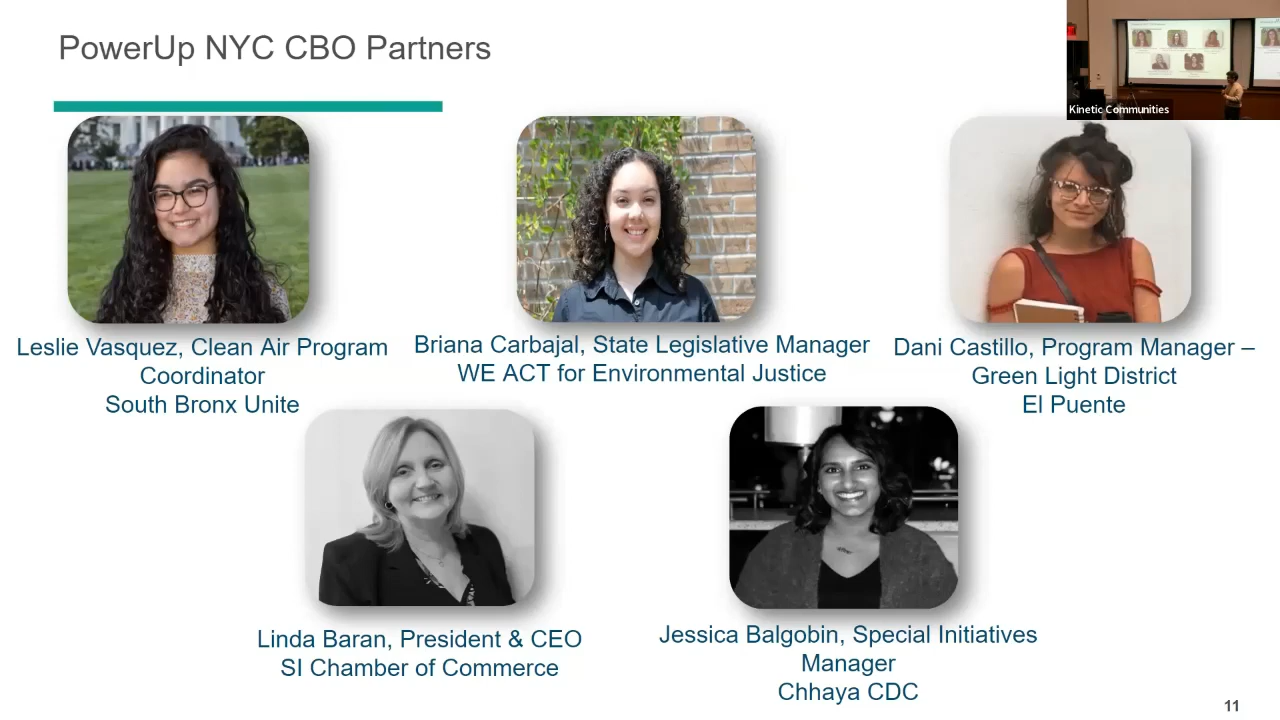 PowerUp NYC CBO Partners
Kinetic Communities
Leslie Vasquez, Clean Air Program
Coordinator
South Bronx Unite
Briana Carbajal, State Legislative Manager
WE ACT for Environmental Justice
Dani Castillo, Program Manager –
Green Light District
El Puente
Linda Baran, President & CEO
SI Chamber of Commerce
Jessica Balgobin, Special Initiatives
Manager
Chhaya CDC
11